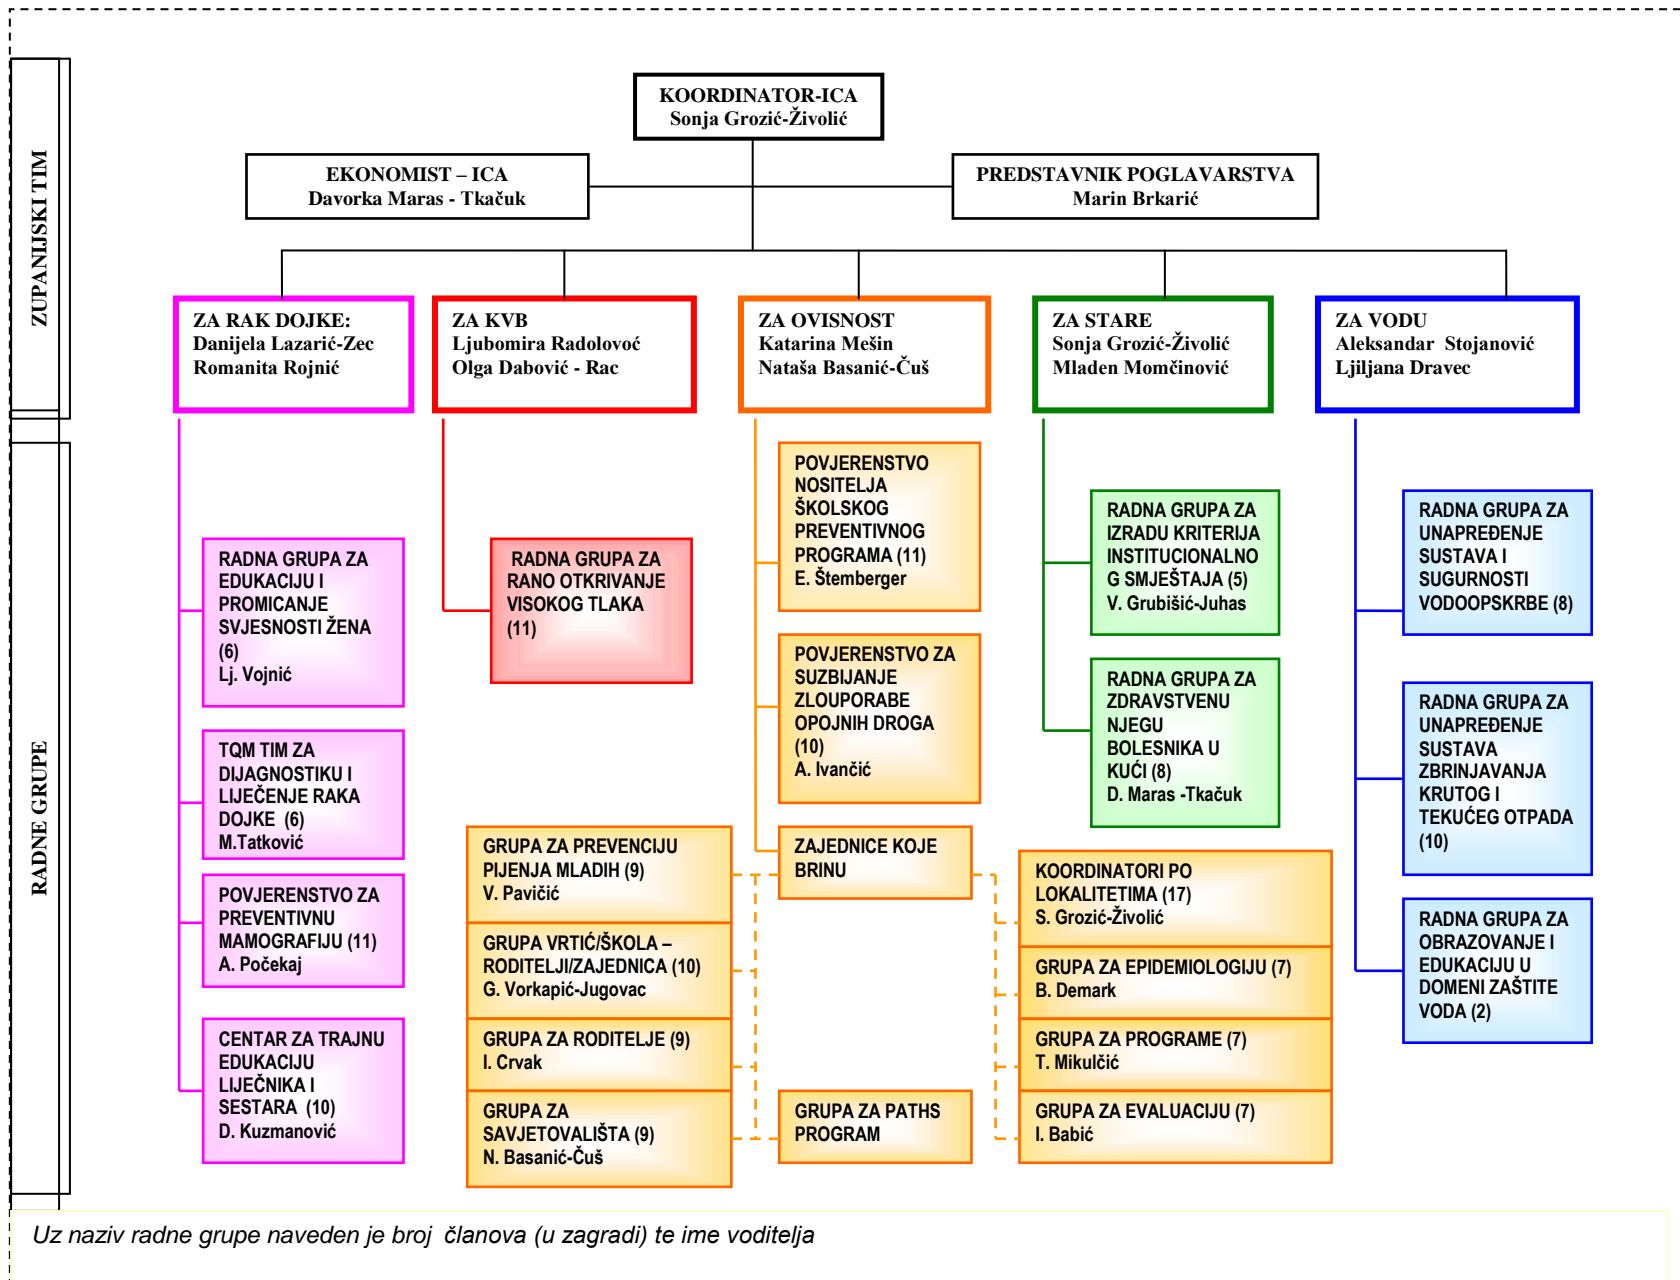 ZUPANIJSKI TIM
KOORDINATOR-ICA
Sonja Grozić-Živolić
EKONOMIST – ICA
Davorka Maras - Tkačuk
PREDSTAVNIK POGLAVARSTVA
Marin Brkarić
ZA RAK DOJKE:
Danijela Lazarić-Zec
Romanita Rojnić
ZA KVB
Ljubomira Radolovoć
Olga Dabović - Rac
ZA OVISNOST
Katarina Mešin
Nataša Basanić-Čuš
ZA STARE
Sonja Grozić-Živolić
Mladen Momčinović
ZA VODU
Aleksandar Stojanović
Ljiljana Dravec
RADNE GRUPE
RADNA GRUPA ZA
EDUKACIJU I
PROMICANJE
SVJESNOSTI ŽENA
(6)
Lj. Vojnić
TQM TIM ZA
DIJAGNOSTIKU I
LIJEČENJE RAKA
DOJKE (6)
M.Tatković
POVJERENSTVO ZA
PREVENTIVNU
MAMOGRAFIJU (11)
A. Počekaj
CENTAR ZA TRAJNU
EDUKACIJU
LIJEČNIKA I
SESTARA (10)
D. Kuzmanović
RADNA GRUPA ZA
RANO OTKRIVANJE
VISOKOG TLAKA
(11)
POVJERENSTVO
NOSITELJA
ŠKOLSKOG
PREVENTIVNOG
PROGRAMA (11)
E. Štemberger
POVJERENSTVO ZA
SUZBIJANJE
ZLOUPORABE
OPOJNIH DROGA
(10)
A. Ivančić
ZAJEDNICE KOJE
BRINU
GRUPA ZA PREVENCIJU
PIJENJA MLADIH (9)
V. Pavičić
GRUPA VRTIĆ/ŠKOLA –
RODITELJI/ZAJEDNICA (10)
G. Vorkapić-Jugovac
GRUPA ZA RODITELJE (9)
I. Crvak
GRUPA ZA
SAVJETOVALIŠTA (9)
N. Basanić-Čuš
GRUPA ZA PATHS
PROGRAM
KOORDINATORI PO
LOKALITETIMA (17)
S. Grozić-Živolić
GRUPA ZA EPIDEMIOLOGIJU (7)
B. Demark
GRUPA ZA PROGRAME (7)
T. Mikulčić
GRUPA ZA EVALUACIJU (7)
I. Babić
RADNA GRUPA ZA
IZRADU KRITERIJA
INSTITUCIONALNO
G SMJEŠTAJA (5)
V. Grubišić-Juhas
RADNA GRUPA ZA
ZDRAVSTVENU
NJEGU
BOLESNIKA U
KUĆI (8)
D. Maras -Tkačuk
RADNA GRUPA ZA
UNAPREĐENJE
SUSTAVA I
SUGURNOSTI
VODOOPSKRBE (8)
RADNA GRUPA ZA
UNAPREĐENJE
SUSTAVA
ZBRINJAVANJA
KRUTOG I
TEKUĆEG OTPADA
(10)
RADNA GRUPA ZA
OBRAZOVANJE I
EDUKACIJU U
DOMENI ZAŠTITE
VODA (2)
Uz naziv radne grupe naveden je broj članova (u zagradi) te ime voditelja